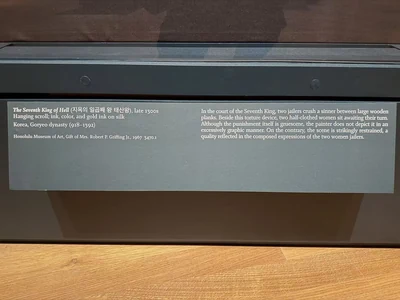 The Seventh King of Hell (지옥의 일곱째 왕 태산왕), late 1300s
Hanging scroll; ink, color, and gold ink on silk
Korea, Goryeo dynasty (918–1392)
Honolulu Museum of Art, Gift of Mrs. Robert P. Griffing Jr., 1967 3470.1
In the court of the Seventh King, two jailers crush a sinner between large wooden
planks. Beside this torture device, two half-clothed women sit awaiting their turn.
Although the punishment itself is gruesome, the painter does not depict it in an
excessively graphic manner. On the contrary, the scene is strikingly restrained, a
quality reflected in the composed expressions of the two women jailers.